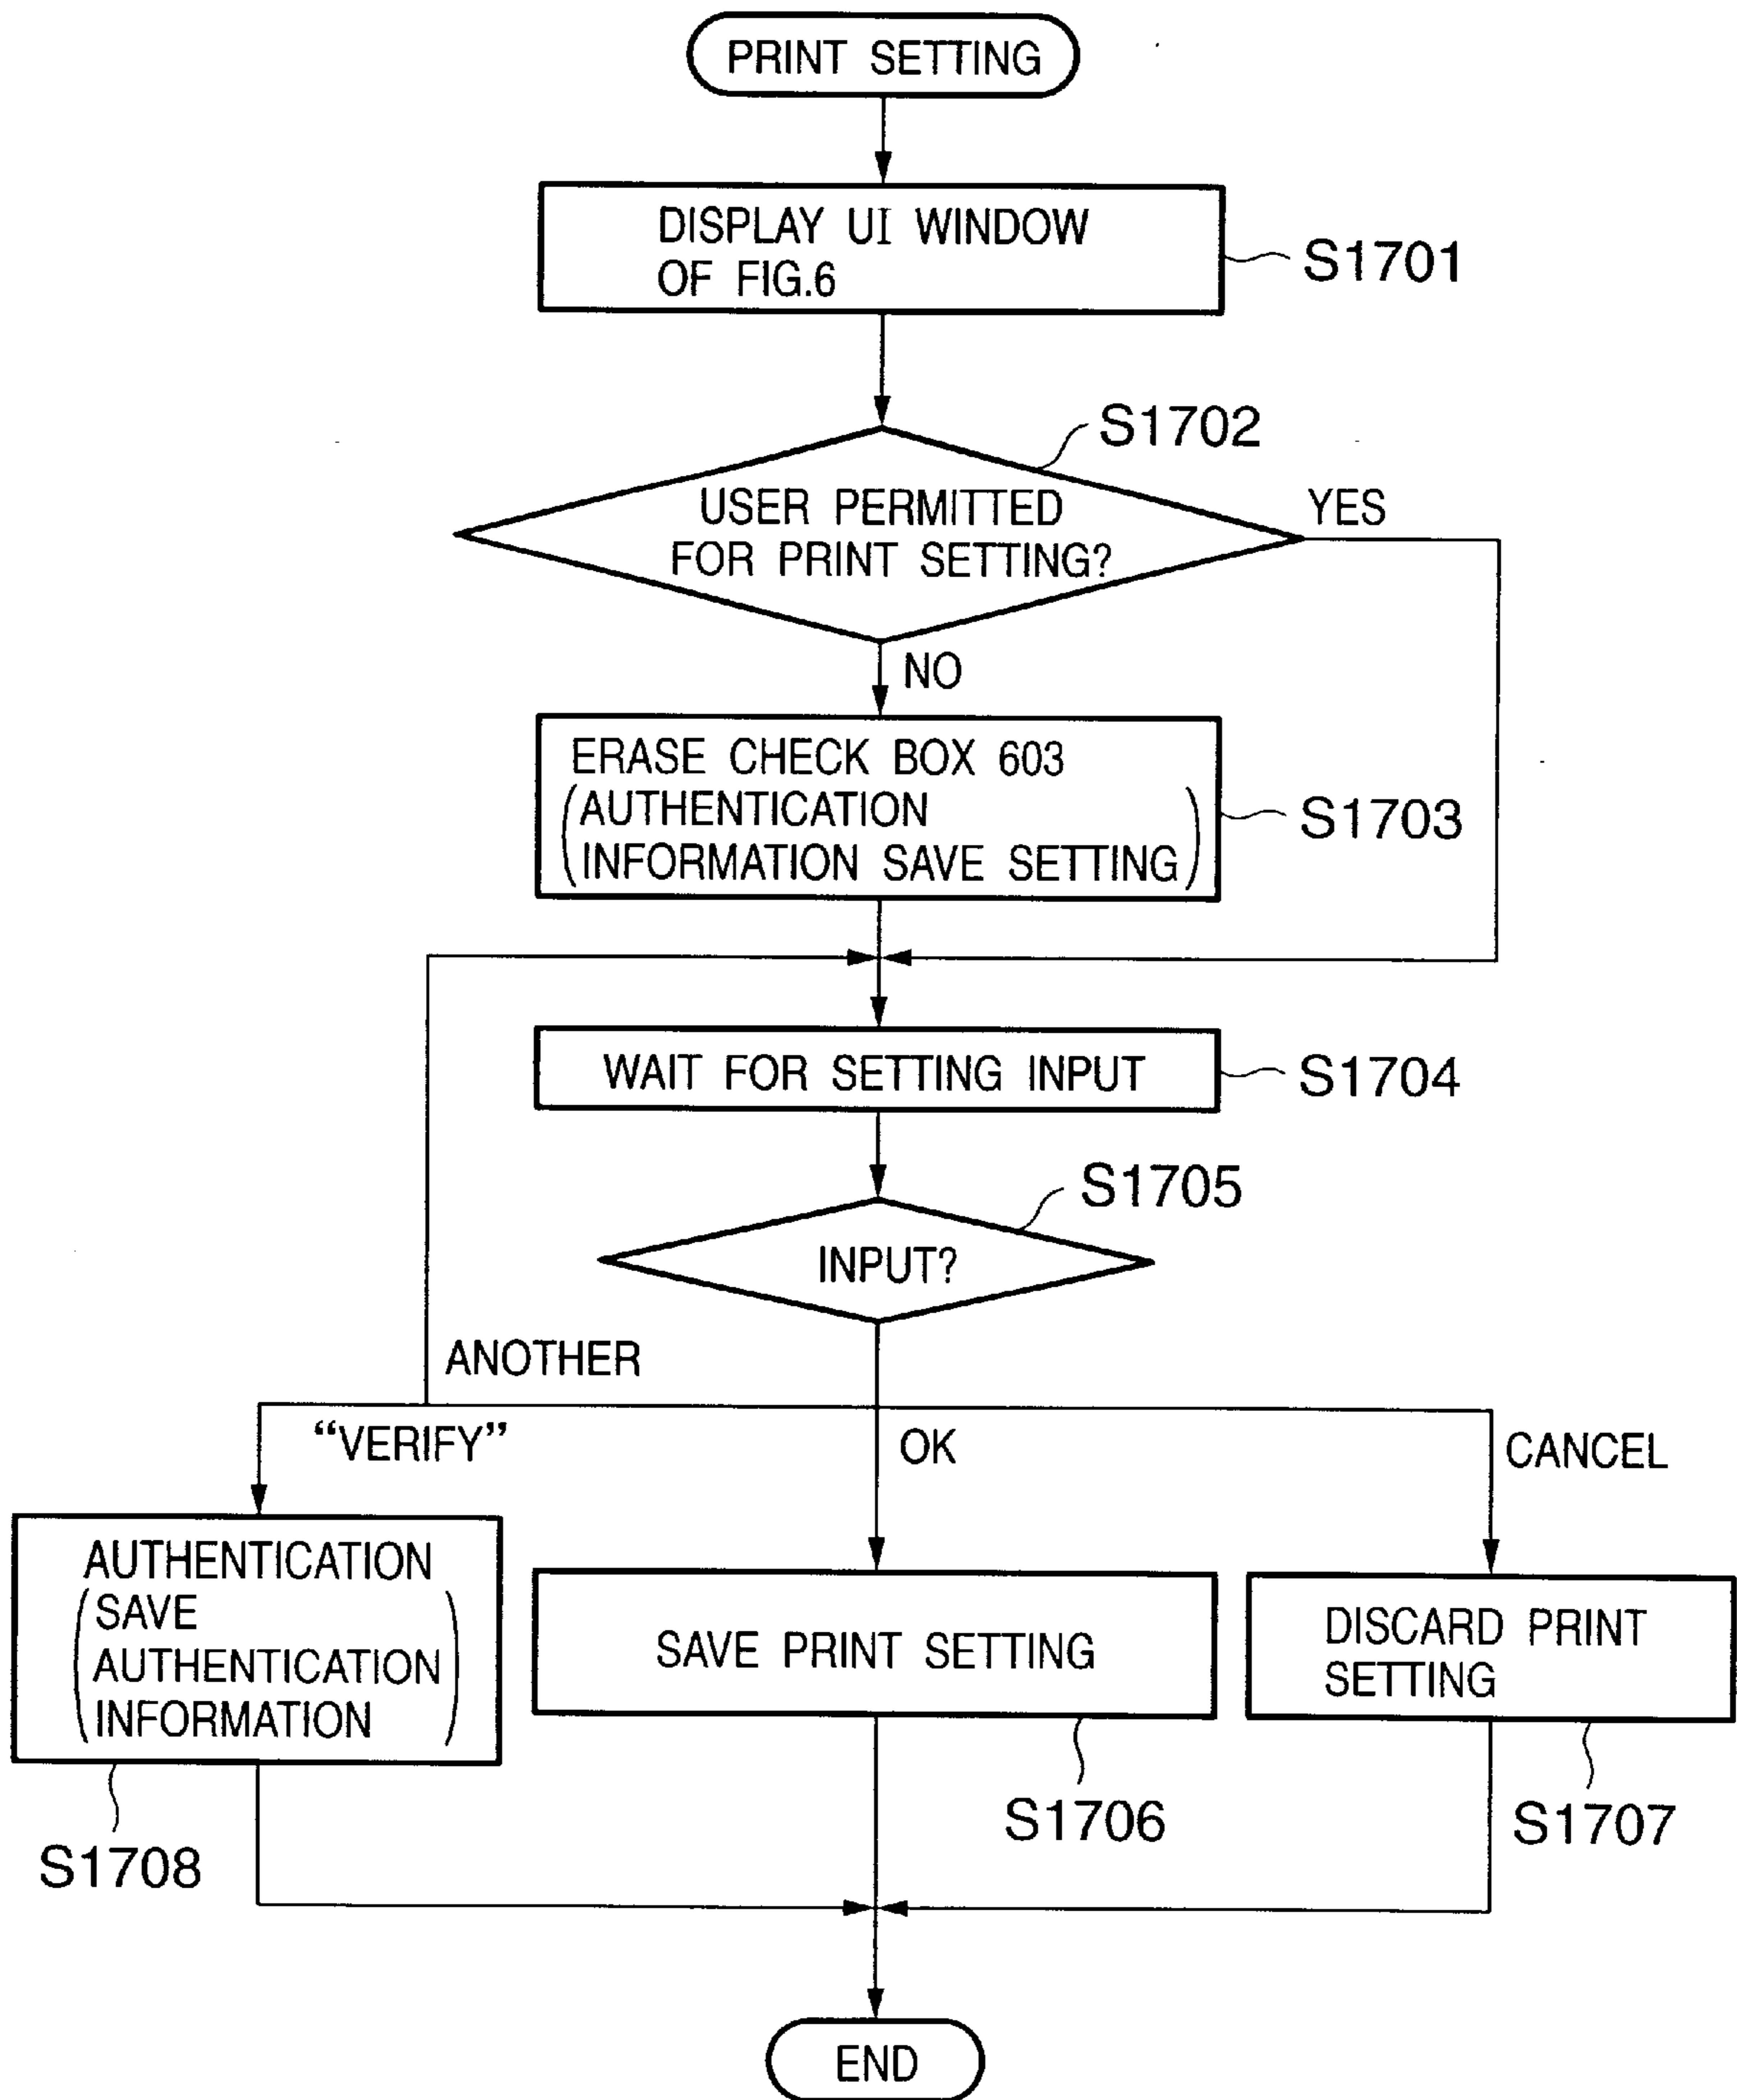 PRINT SETTING
DISPLAY UI WINDOW
OF FIG.6
S1701
S1702
USER PERMITTED
FOR PRINT SETTING?
YES
NO
ERASE CHECK BOX 603
(AUTHENTICATION
INFORMATION SAVE SETTING)
S1703
WAIT FOR SETTING INPUT
S1704
S1705
INPUT?
ANOTHER
“VERIFY”
OK
CANCEL
AUTHENTICATION
(SAVE
AUTHENTICATION
INFORMATION)
S1708
SAVE PRINT SETTING
S1706
DISCARD PRINT
SETTING
S1707
END